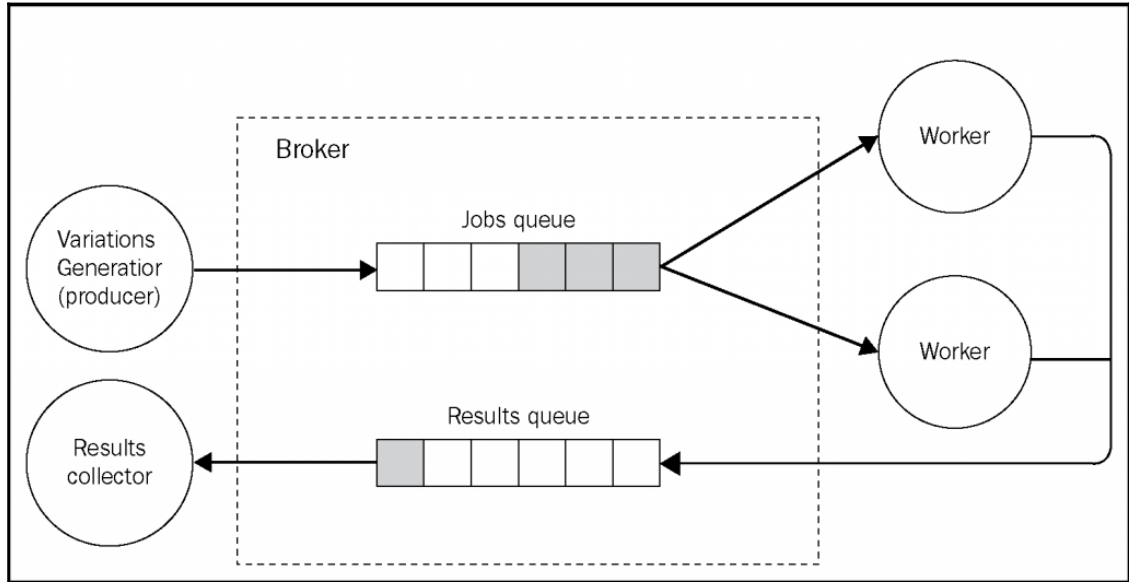 Broker
Jobs queue
Variations
Generatior
(producer)
Worker
Worker
Results queue
Results
collector